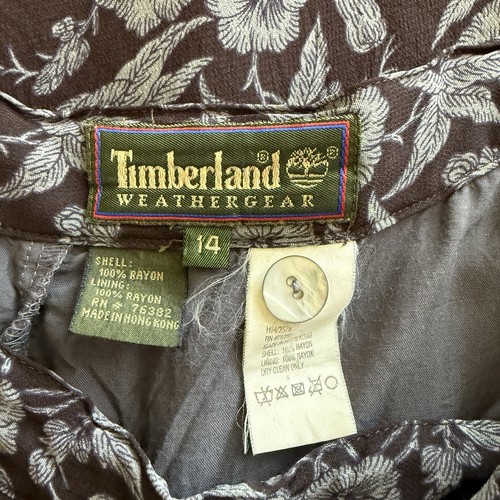 Timberland®®
WEATHERGEAR
14
SHELL:
100% RAYON
LINING:
100% RAYON
RN # 76382
MADE IN HONG KONG
SHELL: 100% RAYON
LINING: 100% RAYON
DRY CLEAN ONLY